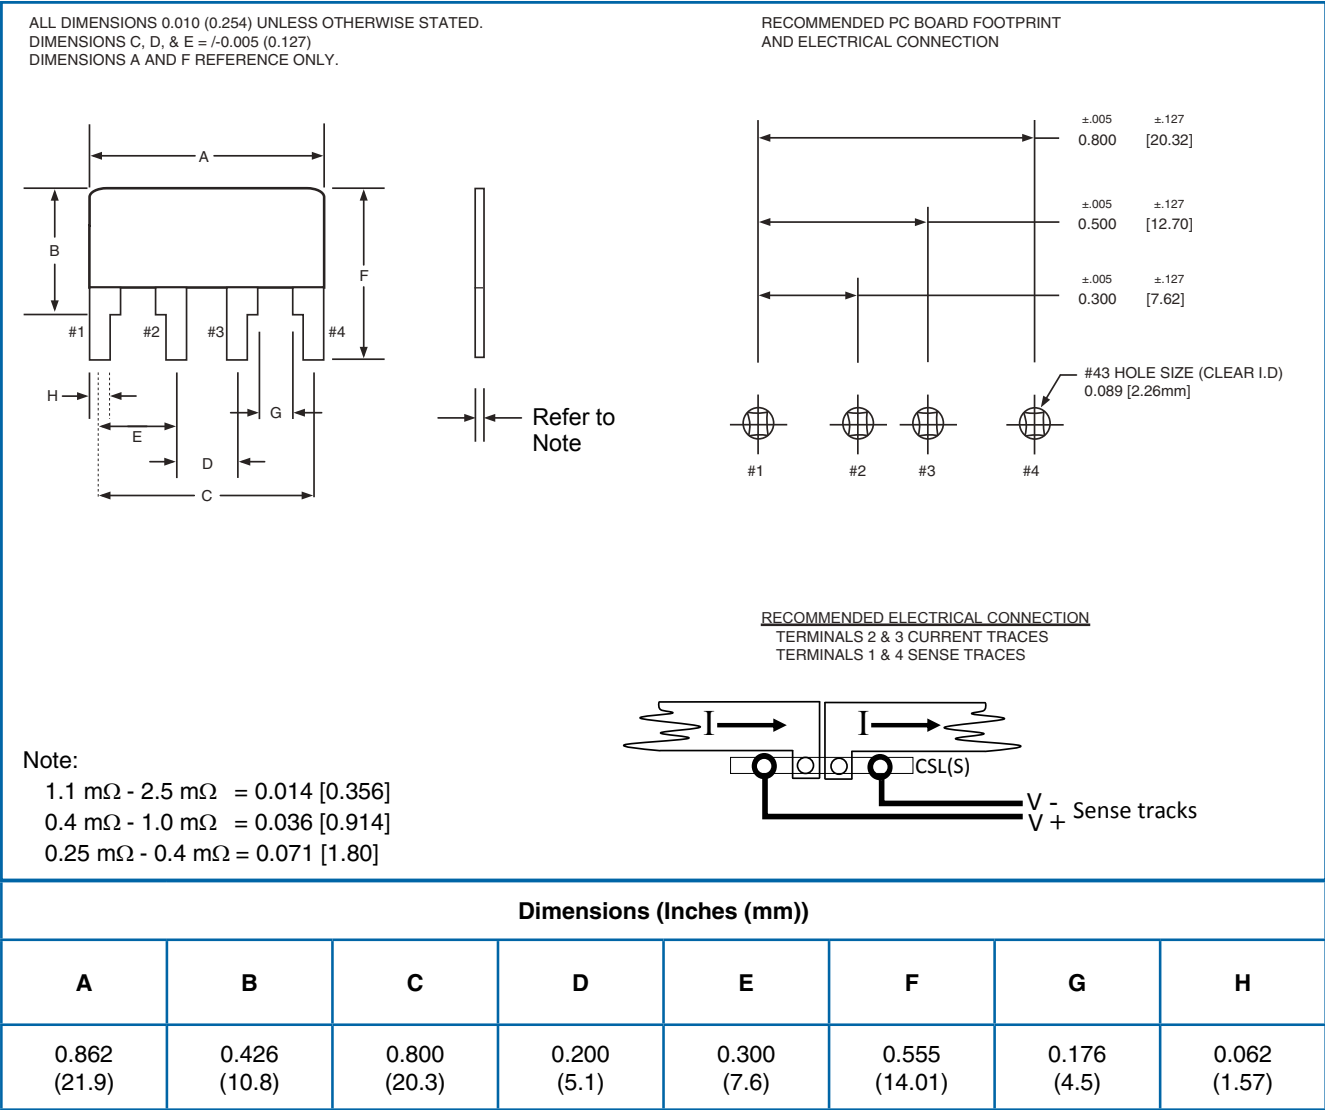 ALL DIMENSIONS 0.010 (0.254) UNLESS OTHERWISE STATED.
DIMENSIONS C, D, & E = /-0.005 (0.127)
DIMENSIONS A AND F REFERENCE ONLY.
RECOMMENDED PC BOARD FOOTPRINT
AND ELECTRICAL CONNECTION
A
B
F
#1
#2
#3
#4
H
G
E
D
C
Refer to
Note
±.005 ±.127
0.800 [20.32]
±.005 ±.127
0.500 [12.70]
±.005 ±.127
0.300 [7.62]
#43 HOLE SIZE (CLEAR I.D)
0.089 [2.26mm]
#1 #2 #3 #4
RECOMMENDED ELECTRICAL CONNECTION
TERMINALS 2 & 3 CURRENT TRACES
TERMINALS 1 & 4 SENSE TRACES
I I
CSL(S)
V -
V +
Sense tracks
Note:
1.1 mΩ - 2.5 mΩ = 0.014 [0.356]
0.4 mΩ - 1.0 mΩ = 0.036 [0.914]
0.25 mΩ - 0.4 mΩ = 0.071 [1.80]
Dimensions (Inches (mm))
A B C D E F G H
0.862 0.426 0.800 0.200 0.300 0.555 0.176 0.062
(21.9) (10.8) (20.3) (5.1) (7.6) (14.01) (4.5) (1.57)